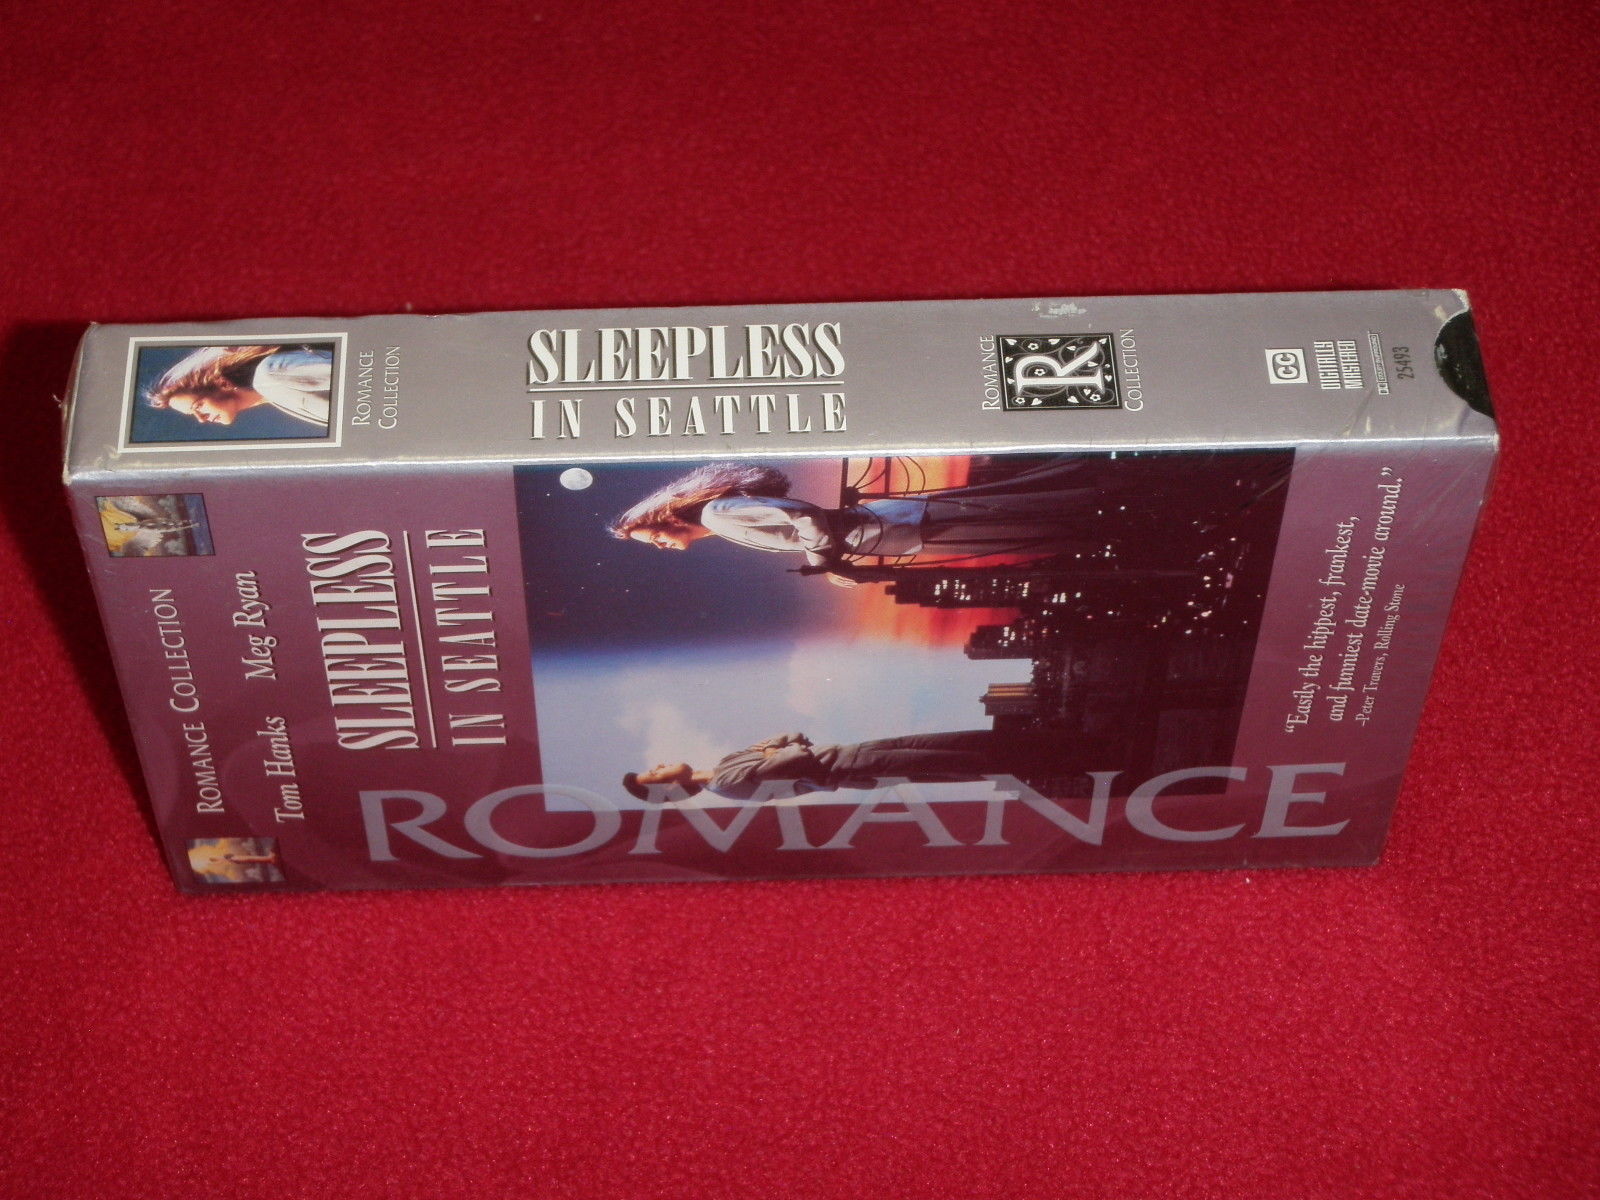 ROMANCE
COLLECTION
SLEEPLESS
IN SEATTLE
ROMANCE
R
COLLECTION
CC
DIGITALLY
MASTERED
25493
ROMANCE COLLECTION
Tom Hanks Meg Ryan
SLEEPLESS
IN SEATTLE
ROMANCE
"Easily the hippest, frankest,
and funniest date-movie around."
–Peter Travers, Rolling Stone